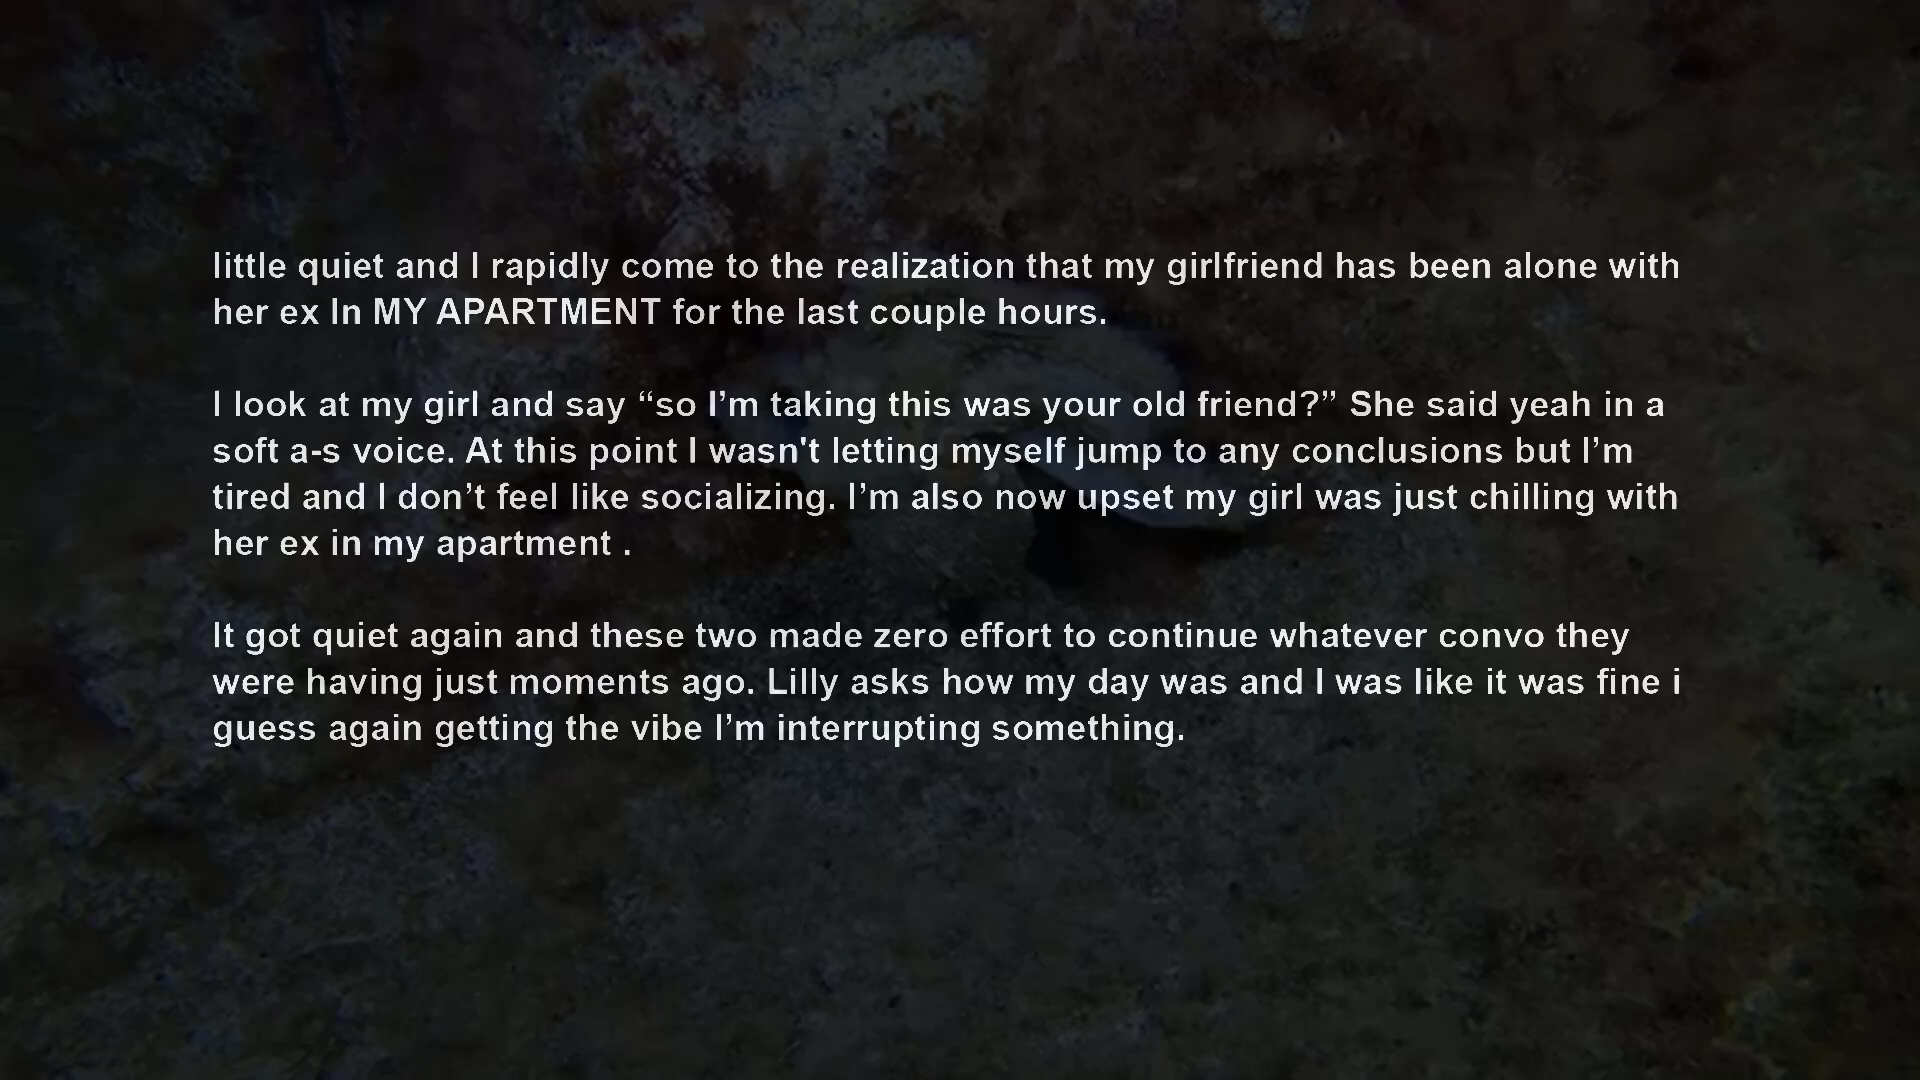 little quiet and I rapidly come to the realization that my girlfriend has been alone with
her ex In MY APARTMENT for the last couple hours.
I look at my girl and say “so I’m taking this was your old friend?” She said yeah in a
soft a-s voice. At this point I wasn't letting myself jump to any conclusions but I’m
tired and I don’t feel like socializing. I’m also now upset my girl was just chilling with
her ex in my apartment .
It got quiet again and these two made zero effort to continue whatever convo they
were having just moments ago. Lilly asks how my day was and I was like it was fine i
guess again getting the vibe I’m interrupting something.